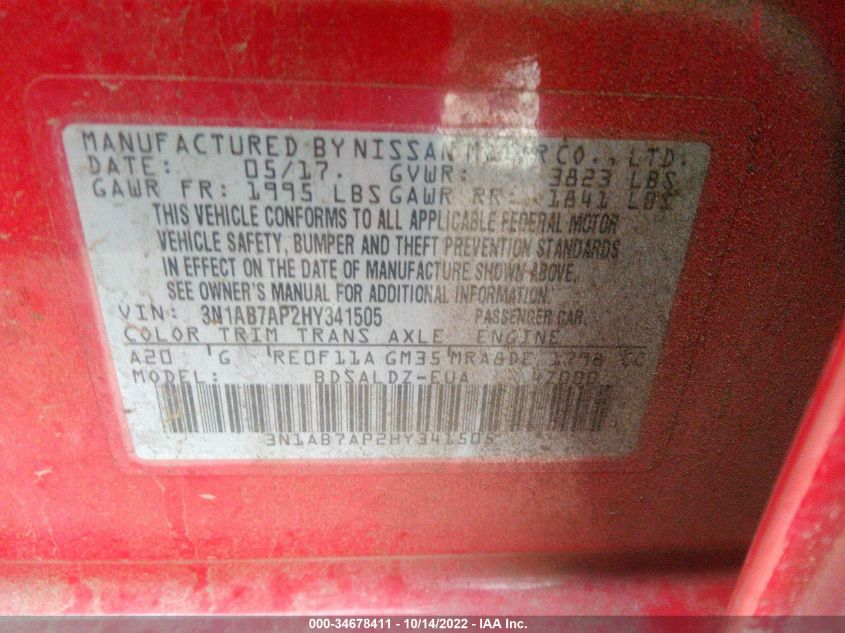 MANUFACTURED BY NISSAN MOTOR CO., LTD.
DATE: 05/17. GVWR: 3823 LBS
GAWR FR: 1995 LBS GAWR RR: 1841 LBS
THIS VEHICLE CONFORMS TO ALL APPLICABLE FEDERAL MOTOR
VEHICLE SAFETY, BUMPER AND THEFT PREVENTION STANDARDS
IN EFFECT ON THE DATE OF MANUFACTURE SHOWN ABOVE.
SEE OWNER'S MANUAL FOR ADDITIONAL INFORMATION.
VIN: 3N1AB7AP2HY341505 PASSENGER CAR.
COLOR TRIM TRANS AXLE ENGINE
A20 G RE0F11A GM35 MRA8DE 1798 CC
MODEL: BDSALDZ-EUA
3N1AB7AP2HY341505
000-34678411 - 10/14/2022 - IAA Inc.